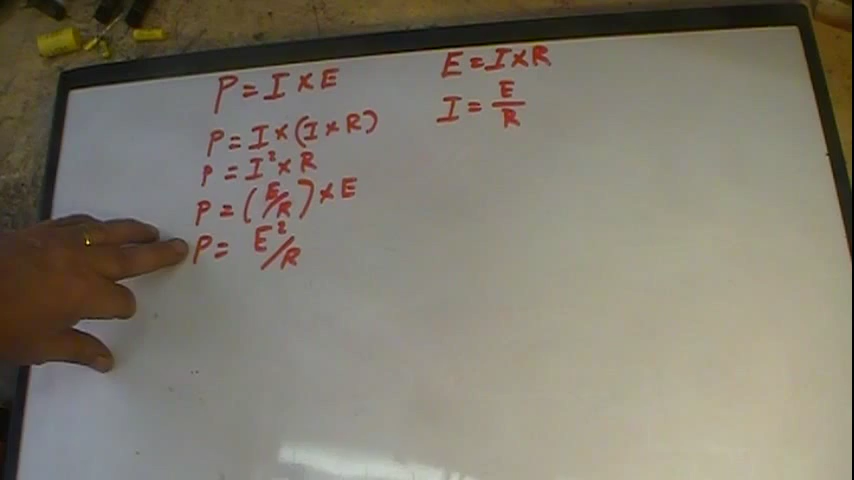 P = I × E
P = I × (I × R)
P = I² × R
P = (E/R) × E
P = E²/R
E = I × R
I = E/R